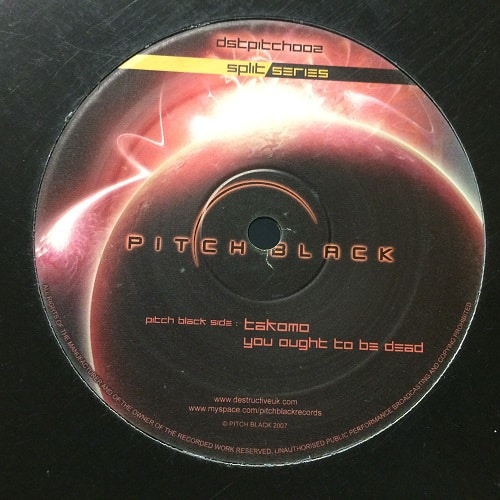 dstpitch002
split/series
PITCH BLACK
pitch black side: takomo
you ought to be dead
www.destructiveuk.com
www.myspace.com/pitchblackrecords
© PITCH BLACK 2007
ALL RIGHTS OF THE MANUFACTURER AND OF THE OWNER OF THE RECORDED WORK RESERVED, UNAUTHORISED PUBLIC PERFORMANCE BROADCASTING AND COPYING PROHIBITED